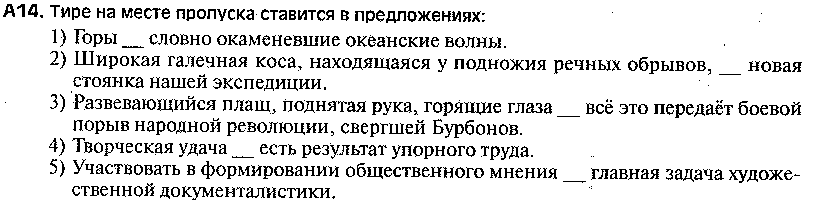 А14. Тире на месте пропуска ставится в предложениях:
1) Горы __ словно окаменевшие океанские волны.
2) Широкая галечная коса, находящаяся у подножия речных обрывов, __ новая
стоянка нашей экспедиции.
3) Развевающийся плащ, поднятая рука, горящие глаза __ всё это передаёт боевой
порыв народной революции, свергшей Бурбонов.
4) Творческая удача __ есть результат упорного труда.
5) Участвовать в формировании общественного мнения __ главная задача художе-
ственной документалистики.